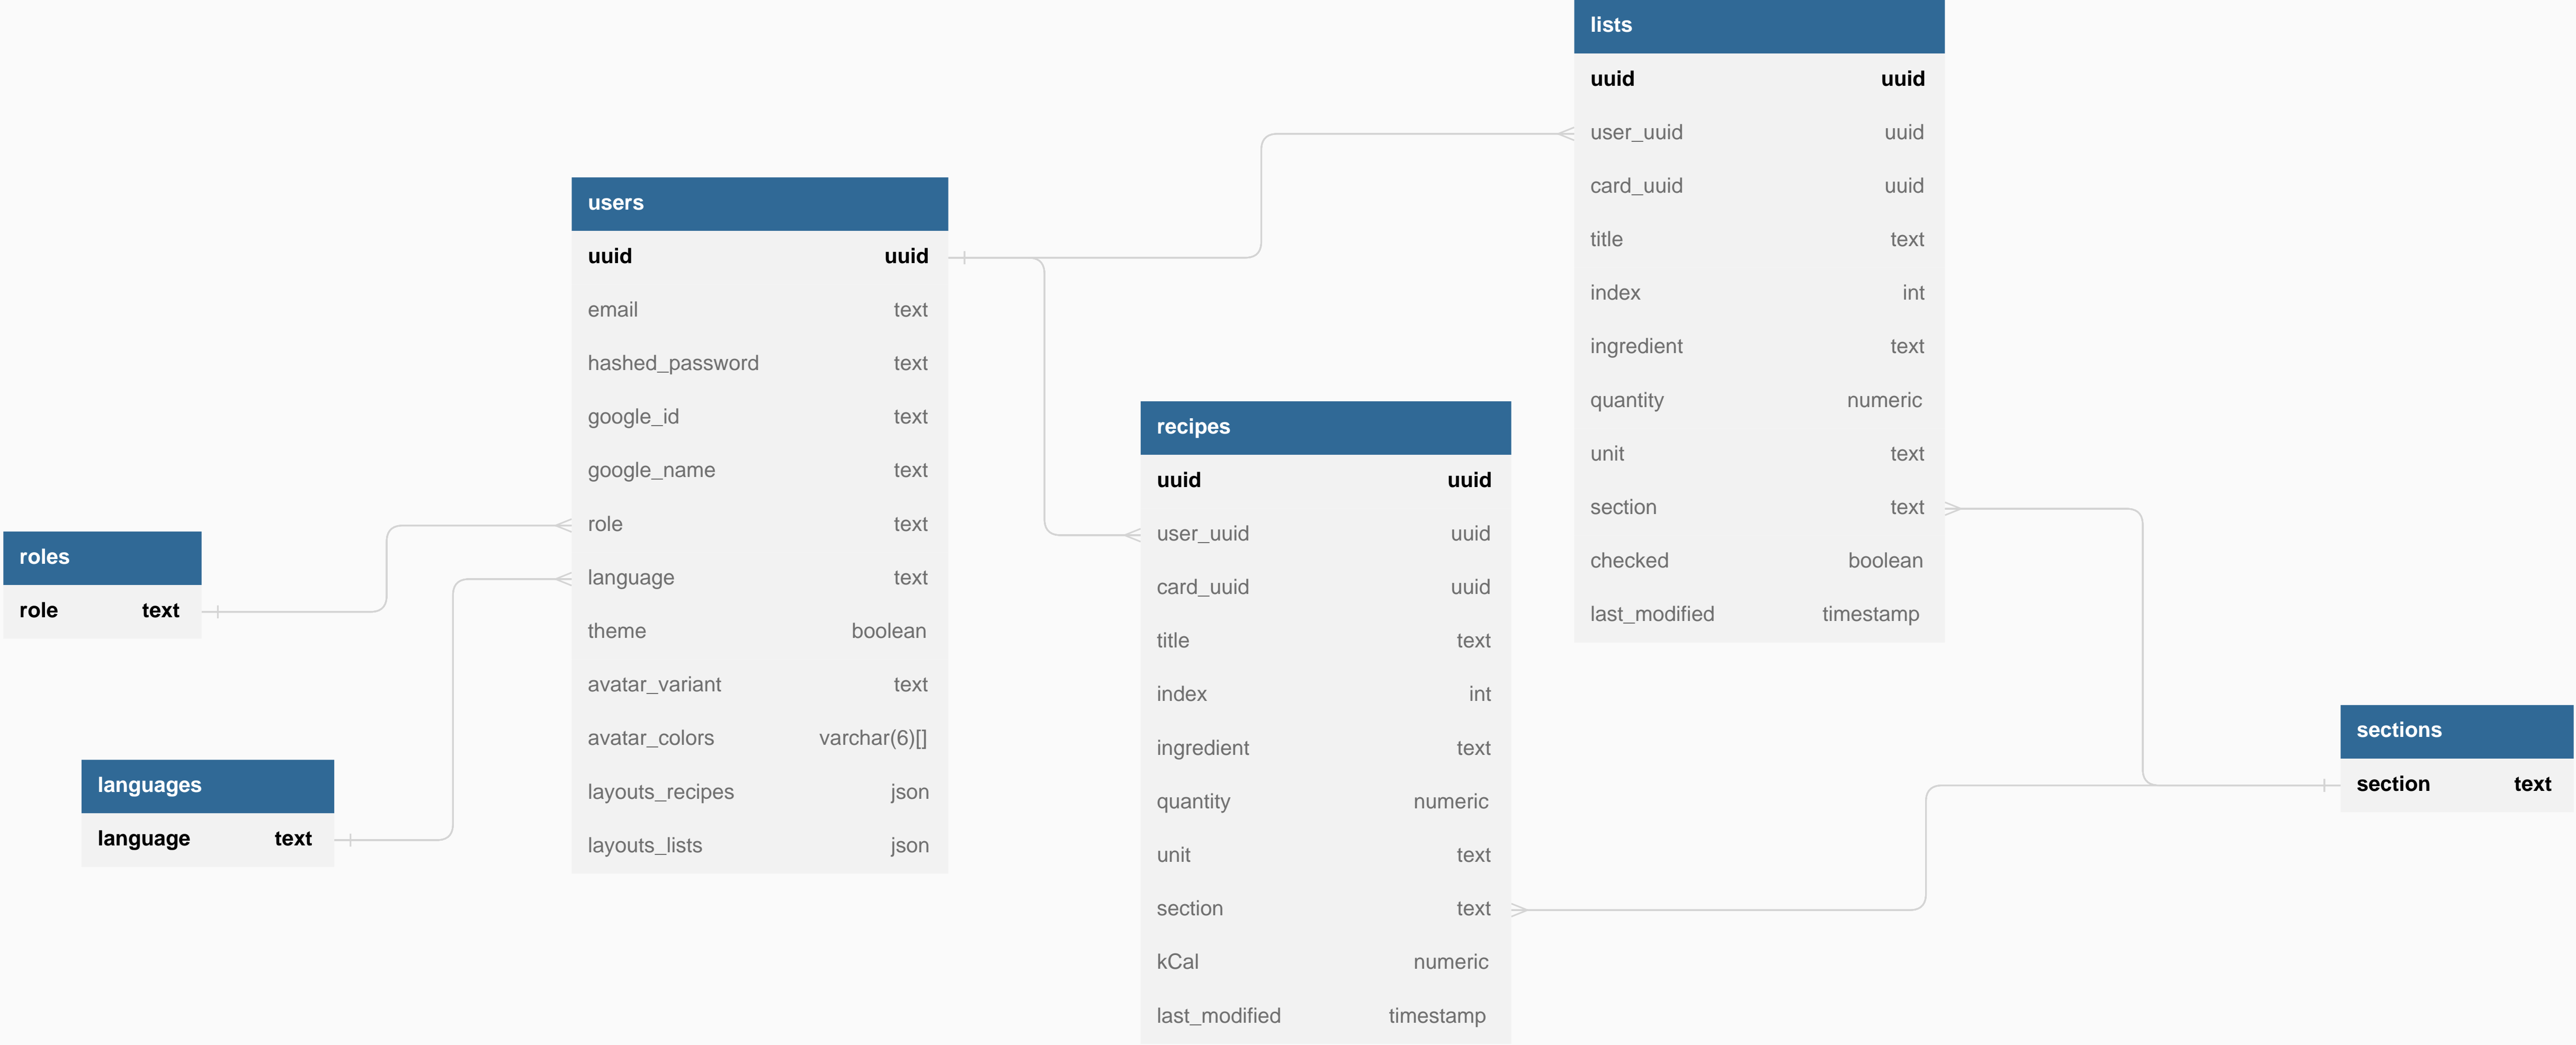 lists
uuid uuid
user_uuid uuid
card_uuid uuid
title text
index int
ingredient text
quantity numeric
unit text
section text
checked boolean
last_modified timestamp
users
uuid uuid
email text
hashed_password text
google_id text
google_name text
role text
language text
theme boolean
avatar_variant text
avatar_colors varchar(6)[]
layouts_recipes json
layouts_lists json
recipes
uuid uuid
user_uuid uuid
card_uuid uuid
title text
index int
ingredient text
quantity numeric
unit text
section text
kCal numeric
last_modified timestamp
roles
role text
languages
language text
sections
section text